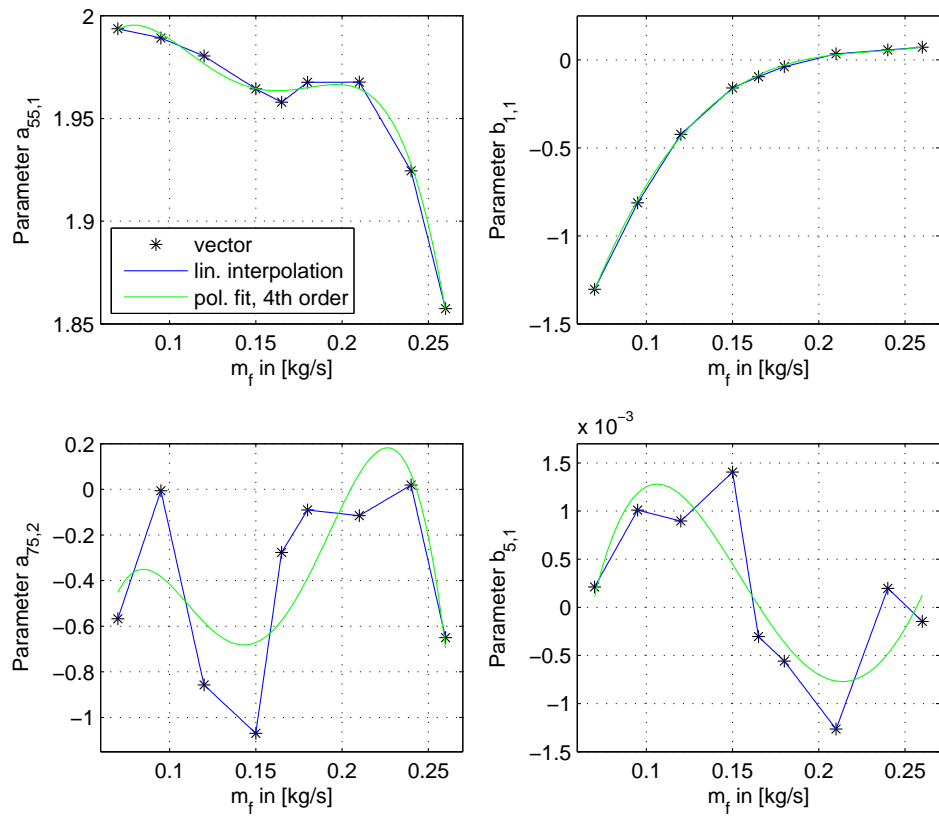 2
1.95
1.9
1.85
Parameter a55,1
vector
lin. interpolation
pol. fit, 4th order
0.1 0.15 0.2 0.25
m_f in [kg/s]
0
−0.5
−1
−1.5
Parameter b1,1
0.1 0.15 0.2 0.25
m_f in [kg/s]
0.2
0
−0.2
−0.4
−0.6
−0.8
−1
Parameter a75,2
0.1 0.15 0.2 0.25
m_f in [kg/s]
x 10−3
1.5
1
0.5
0
−0.5
−1
−1.5
Parameter b5,1
0.1 0.15 0.2 0.25
m_f in [kg/s]